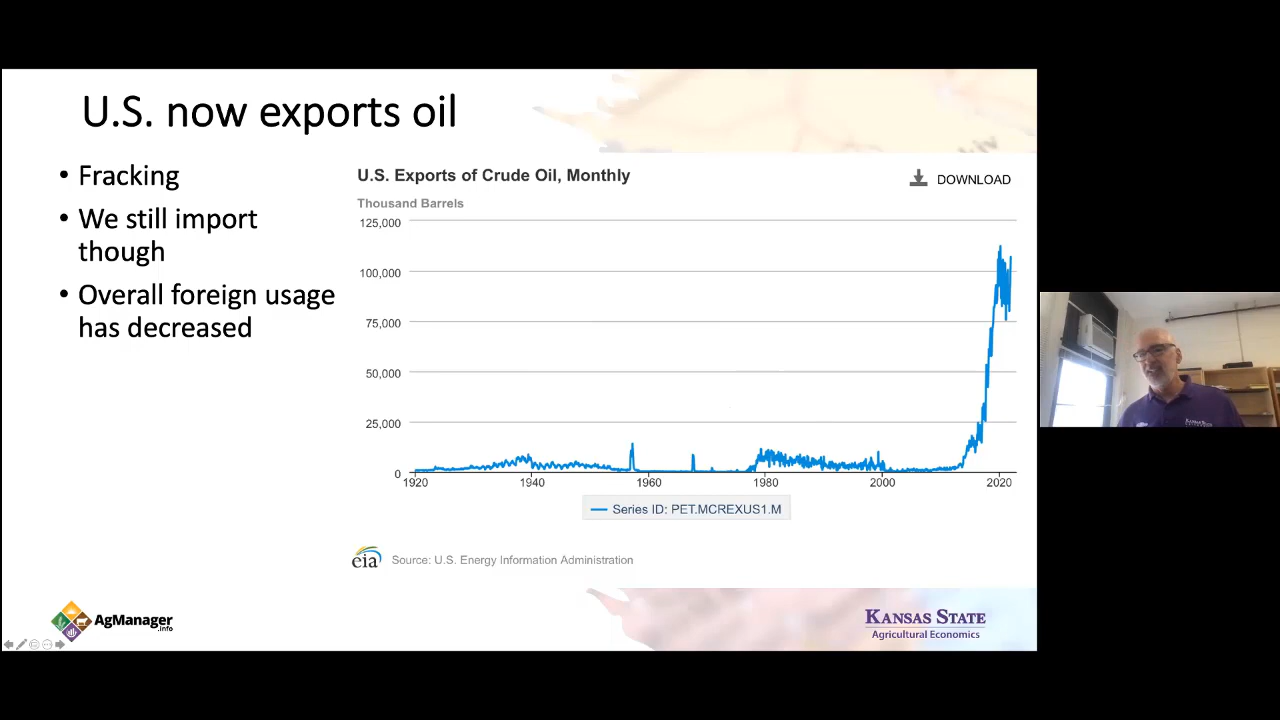 U.S. now exports oil
• Fracking
• We still import
though
• Overall foreign usage
has decreased
U.S. Exports of Crude Oil, Monthly
DOWNLOAD
Thousand Barrels
125,000
100,000
75,000
50,000
25,000
0
1920 1940 1960 1980 2000 2020
Series ID: PET.MCREXUS1.M
eia
Source: U.S. Energy Information Administration
AgManager
.info
KANSAS STATE
Agricultural Economics
KANSAS STATE